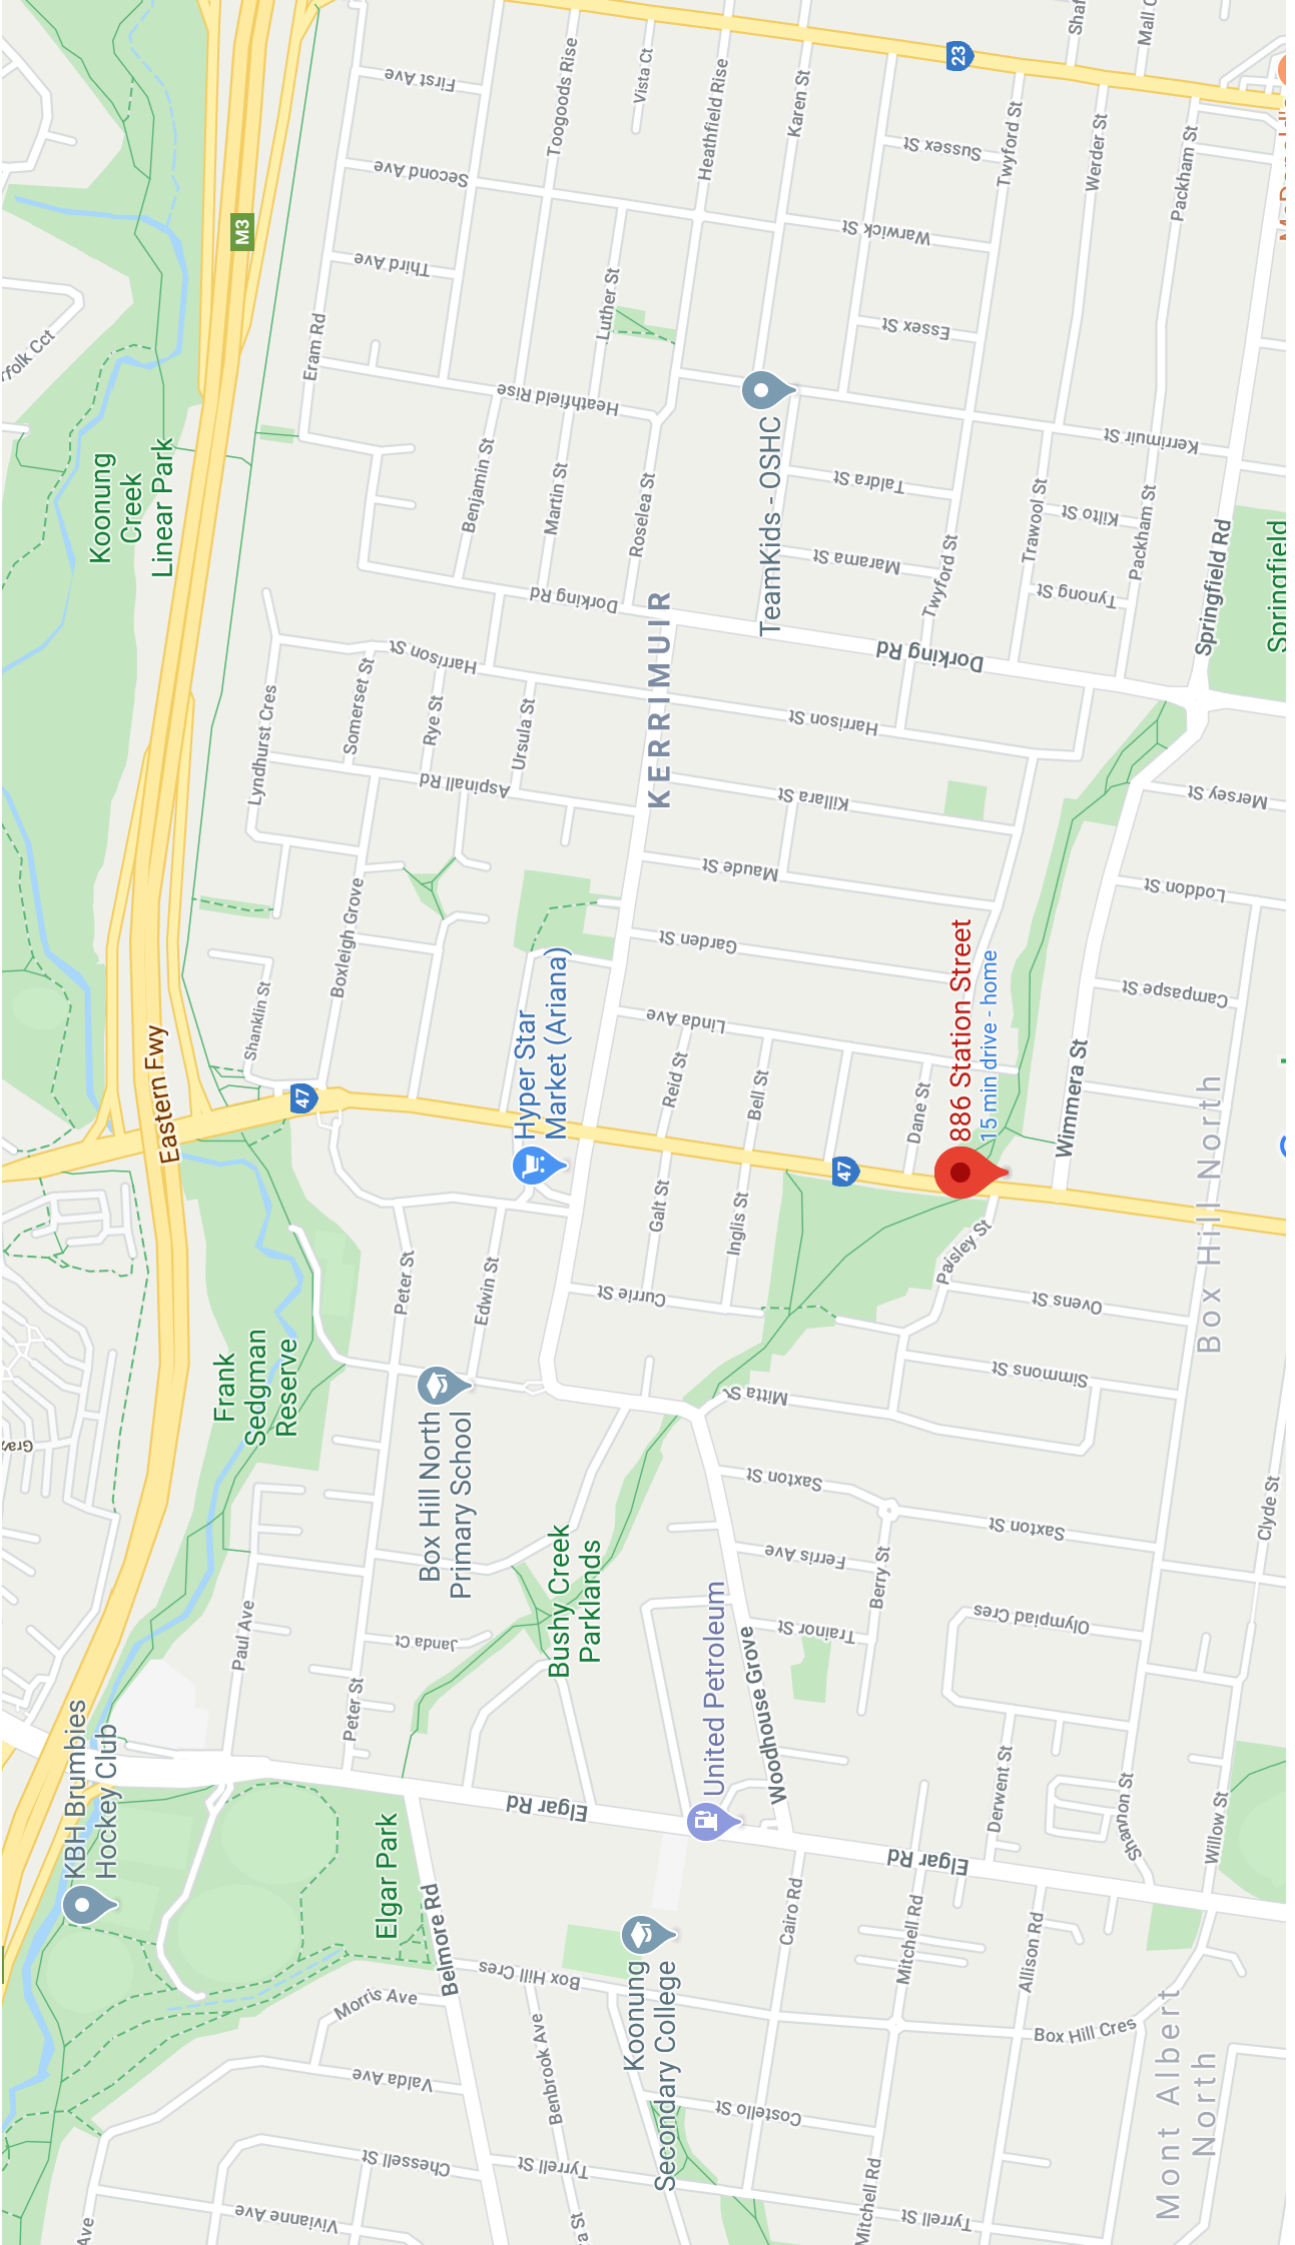 First Ave
Toogoods Rise
Vista Ct
Heathfield Rise
Karen St
23
Mall C
Sussex St
Twyford St
Werder St
Packham St
Second Ave
M3
Third Ave
Warwick St
Luther St
Essex St
Eram Rd
rfolk Cct
Heathfield Rise
Kerrimuir St
Koonung
Creek
Linear Park
Benjamin St
Martin St
Roselea St
TeamKids - OSHC
Taldra St
Trawool St
Kilto St
Packham St
Springfield Rd
Springfield
Marama St
Twyford St
Tynong St
Dorking Rd
KERRIMUIR
Dorking Rd
Harrison St
Somerset St
Rye St
Ursula St
Harrison St
Lyndhurst Cres
Aspinall Rd
Killara St
Mersey St
Maude St
Loddon St
Boxleigh Grove
Garden St
Campaspe St
Shanklin St
Hyper Star
Market (Ariana)
Linda Ave
886 Station Street
15 min drive - home
Eastern Fwy
47
Reid St
Bell St
Dane St
Wimmera St
47
Galt St
Inglis St
Paisley St
Box Hill North
Peter St
Edwin St
Currie St
Ovens St
Frank
Sedgman
Reserve
Simmons St
Mitta St
Box Hill North
Primary School
Saxton St
Saxton St
Clyde St
Bushy Creek
Parklands
Ferris Ave
Berry St
Paul Ave
Janda Ct
United Petroleum
Woodhouse Grove
Trainor St
Olympiad Cres
Peter St
KBH Brumbies
Hockey Club
Elgar Rd
Derwent St
Shannon St
Willow St
Elgar Park
Elgar Rd
Belmore Rd
Koonung
Secondary College
Cairo Rd
Mitchell Rd
Allison Rd
Box Hill Cres
Morris Ave
Benbrook Ave
Box Hill Cres
Mont Albert
North
Valda Ave
Costello St
Chessell St
Tyrrell St
Mitchell Rd
Tyrrell St
Vivianne Ave
Ave